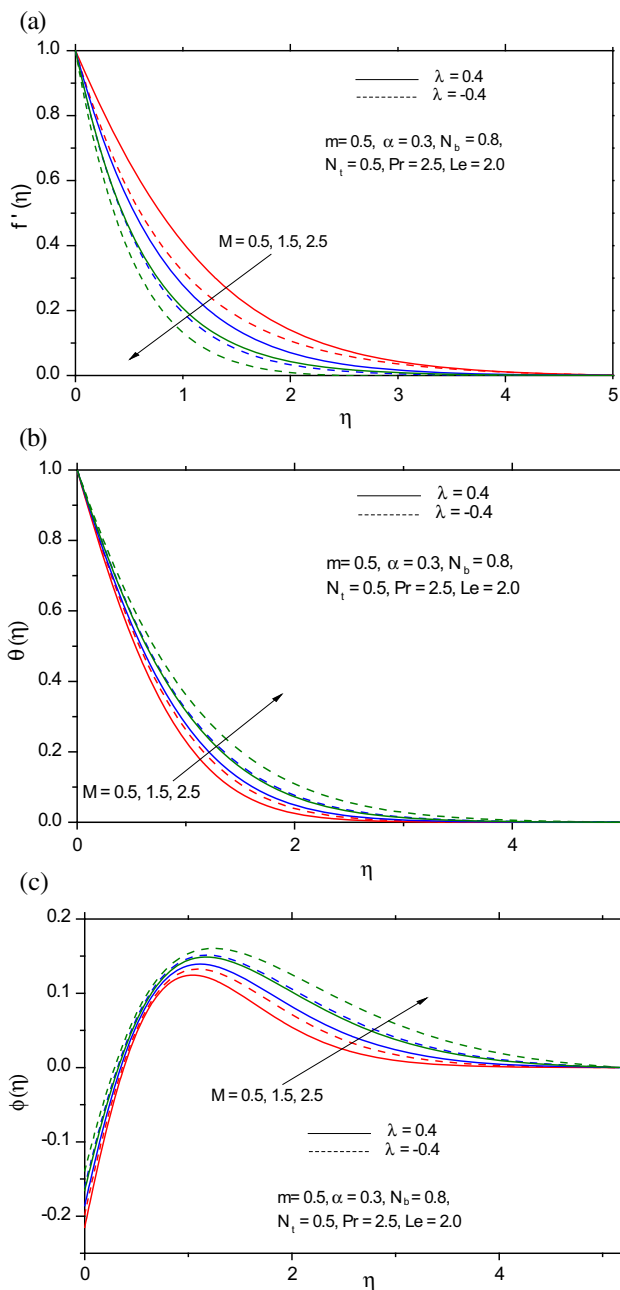 (a)
1.0
λ = 0.4
λ = -0.4
0.8
m= 0.5, α = 0.3, N_b = 0.8,
N_t = 0.5, Pr = 2.5, Le = 2.0
0.6
f '(η)
M = 0.5, 1.5, 2.5
0.4
0.2
0.0
0 1 2 3 4 5
η
(b)
1.0
λ = 0.4
λ = -0.4
0.8
m= 0.5, α = 0.3, N_b = 0.8,
N_t = 0.5, Pr = 2.5, Le = 2.0
0.6
θ (η)
0.4
0.2
M = 0.5, 1.5, 2.5
0.0
0 2 4
η
(c)
0.2
0.1
0.0
M = 0.5, 1.5, 2.5
ϕ(η)
-0.1
λ = 0.4
λ = -0.4
-0.2
m= 0.5, α = 0.3, N_b = 0.8,
N_t = 0.5, Pr = 2.5, Le = 2.0
0 2 4
η